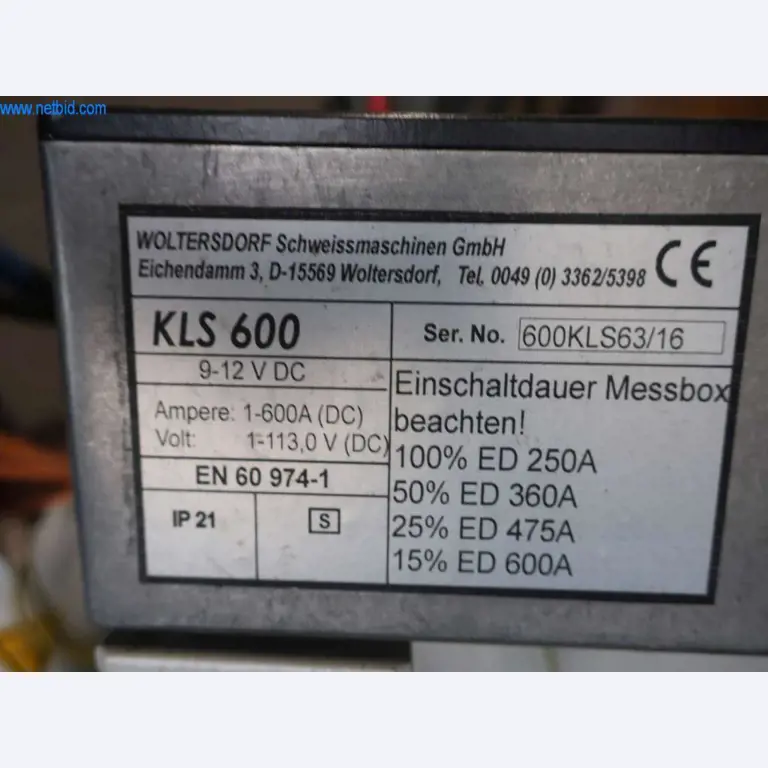 www.netbid.com
WOLTERSDORF Schweissmaschinen GmbH
Eichendamm 3, D-15569 Woltersdorf, Tel. 0049 (0) 3362/5398
CE
KLS 600
Ser. No. 600KLS63/16
9-12 V DC
Ampere: 1-600A (DC)
Volt: 1-113,0 V (DC)
EN 60 974-1
IP 21
S
Einschaltdauer Messbox
beachten!
100% ED 250A
50% ED 360A
25% ED 475A
15% ED 600A